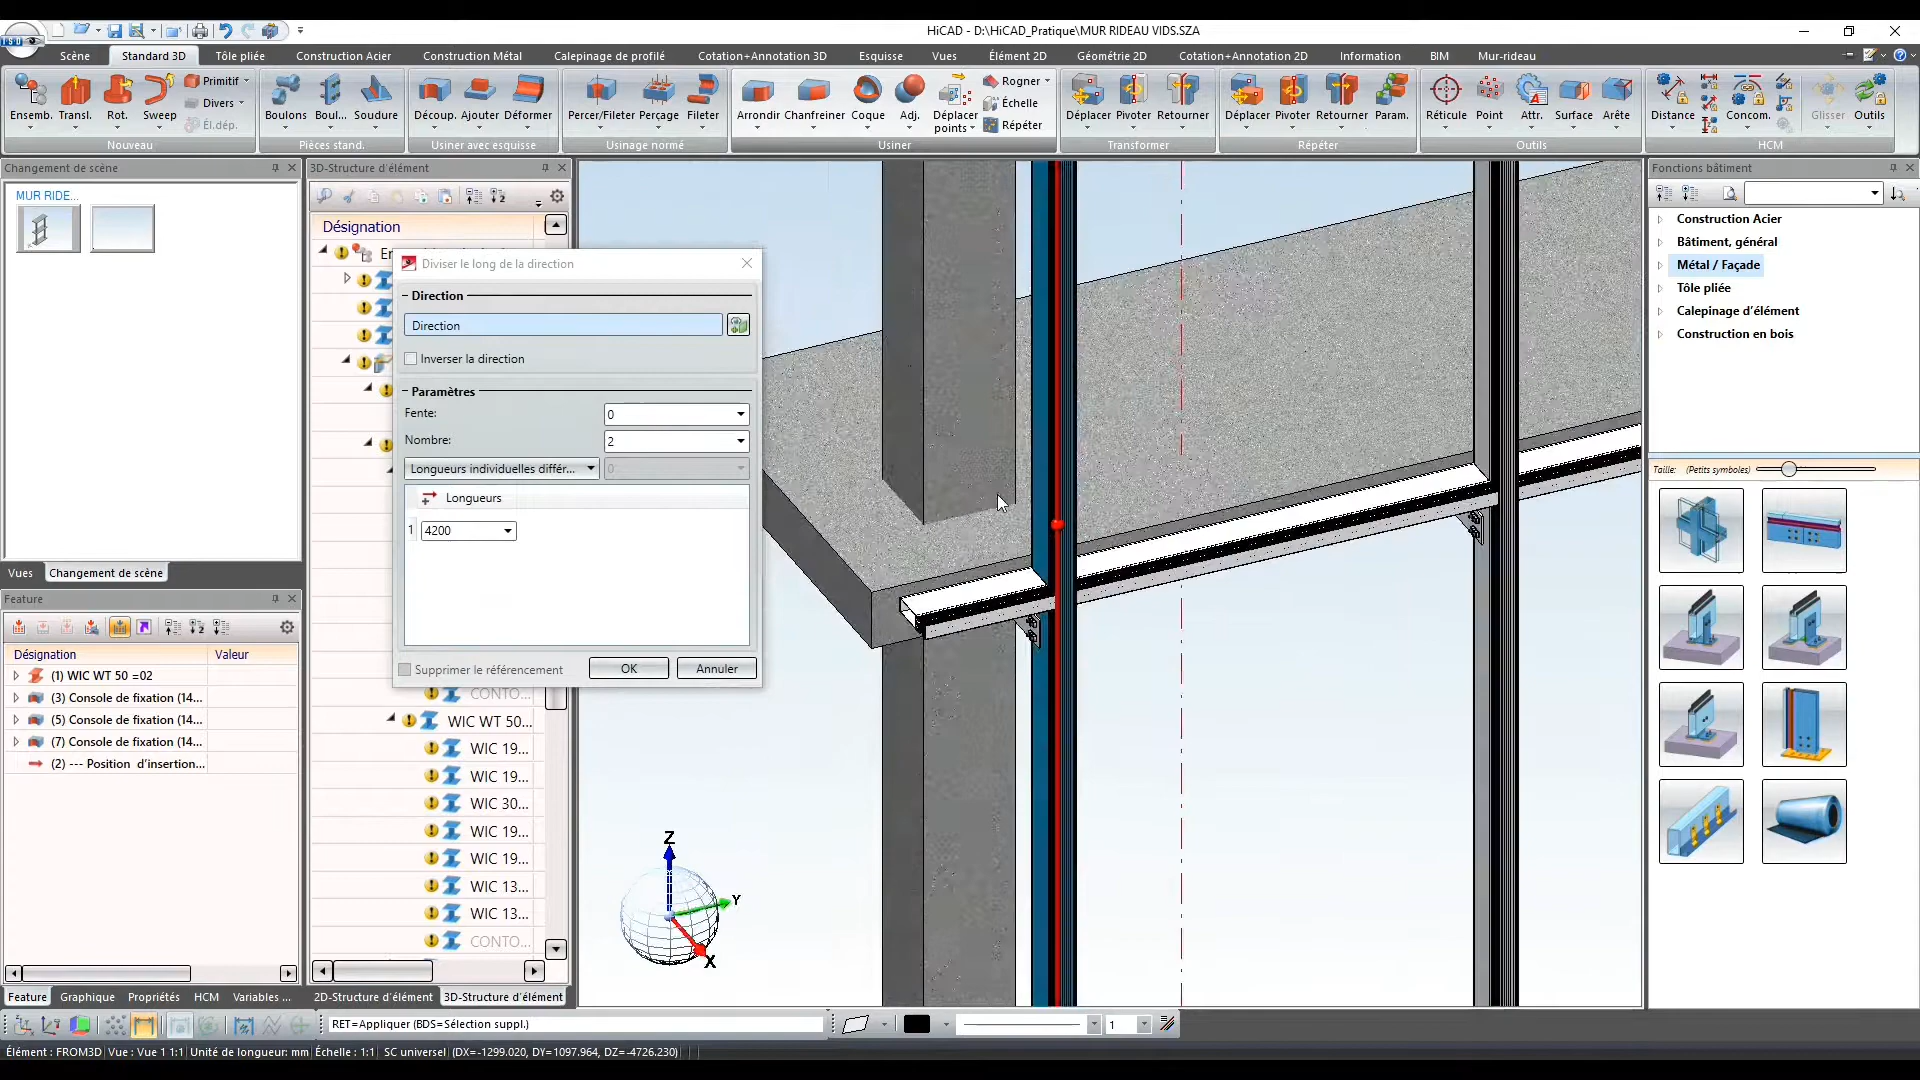 HiCAD - D:\HiCAD_Pratique\MUR RIDEAU VIDS.SZA
Scène
Standard 3D
Tôle pliée
Construction Acier
Construction Métal
Calepinage de profilé
Cotation+Annotation 3D
Esquisse
Vues
Élément 2D
Géométrie 2D
Cotation+Annotation 2D
Information
BIM
Mur-rideau
Ensemb.
Transl.
Rot.
Sweep
Primitif
Divers
Él.dép.
Boulons
Boul...
Soudure
Découp.
Ajouter
Déformer
Percer/Fileter
Perçage
Fileter
Arrondir
Chanfreiner
Coque
Adj.
Déplacer
points
Rogner
Échelle
Répéter
Déplacer
Pivoter
Retourner
Déplacer
Pivoter
Retourner
Param.
Réticule
Point
Attr.
Surface
Arête
Distance
Concom.
Glisser
Outils
Nouveau
Pièces stand.
Usiner avec esquisse
Usinage normé
Usiner
Transformer
Répéter
Outils
HCM
Changement de scène
MUR RIDE...
Vues
Changement de scène
Feature
Désignation
Valeur
(1) WIC WT 50 =02
(3) Console de fixation (14...
(5) Console de fixation (14...
(7) Console de fixation (14...
(2) --- Position d'insertion...
Feature
Graphique
Propriétés
HCM
Variables ...
3D-Structure d'élément
Désignation
CONTO...
WIC WT 50...
WIC 19...
WIC 19...
WIC 30...
WIC 19...
WIC 19...
WIC 13...
WIC 13...
CONTO...
2D-Structure d'élément
3D-Structure d'élément
Diviser le long de la direction
Direction
Direction
Inverser la direction
Paramètres
Fente:
0
Nombre:
2
Longueurs individuelles différ...
0
Longueurs
1
4200
Supprimer le référencement
OK
Annuler
Z
Y
X
Fonctions bâtiment
Construction Acier
Bâtiment, général
Métal / Façade
Tôle pliée
Calepinage d'élément
Construction en bois
Taille:
(Petits symboles)
RET=Appliquer (BDS=Sélection suppl.)
1
Élément : FROM3D
Vue : Vue 1 1:1
Unité de longueur: mm
Échelle : 1:1
SC universel
(DX=-1299.020, DY=1097.964, DZ=-4726.230)